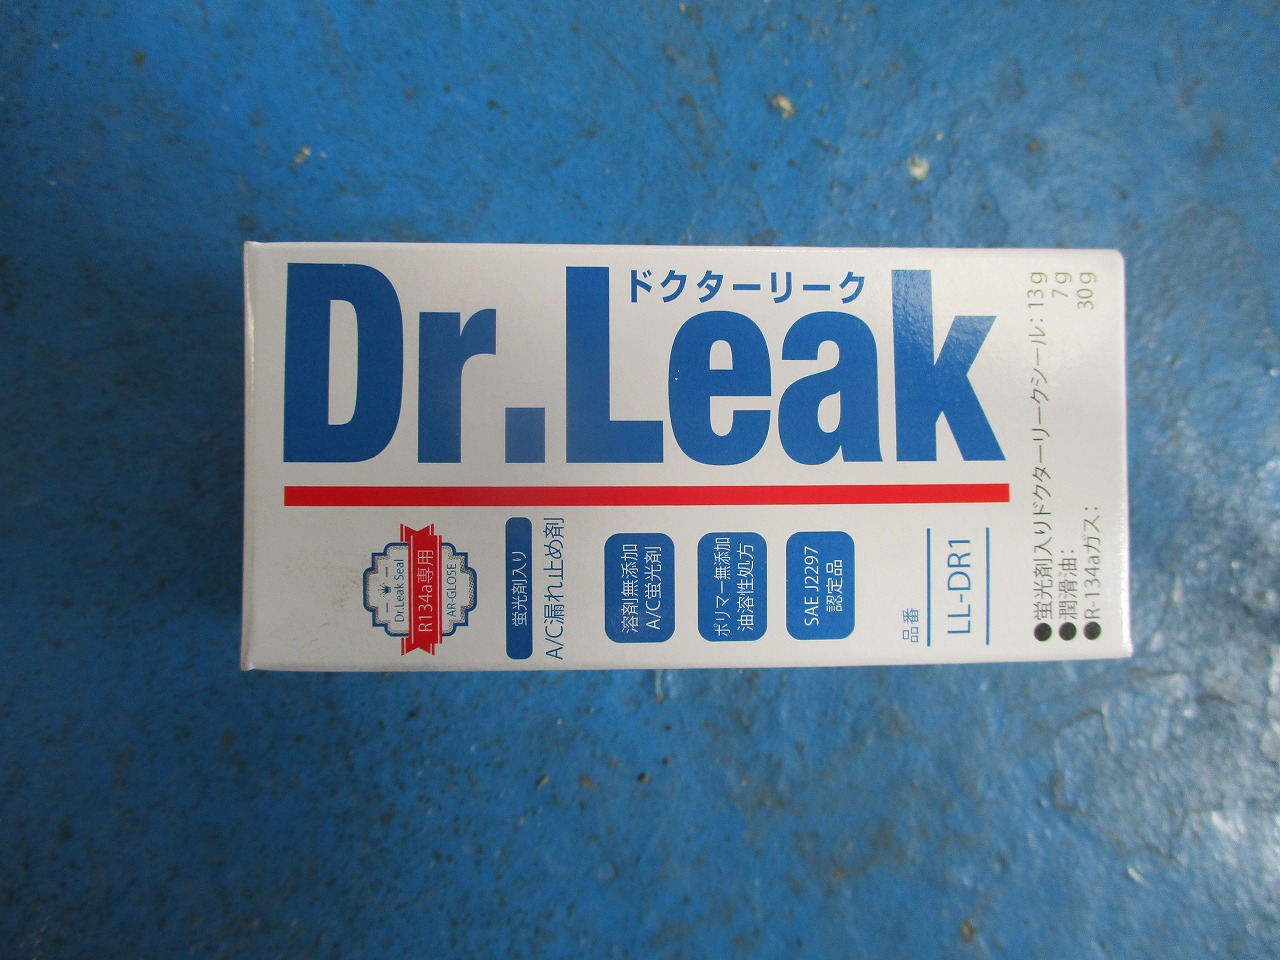 ドクターリーク
Dr.Leak
Dr.Leak Seal
R134a専用
AR-GLOSE
蛍光剤入り
A/C漏れ止め剤
溶剤無添加
A/C蛍光剤
ポリマー無添加
油溶性処方
SAE J2297
認定品
品番
LL-DR1
●蛍光剤入りドクターリークシール：13g
●潤滑油： 7g
●R-134aガス： 30g